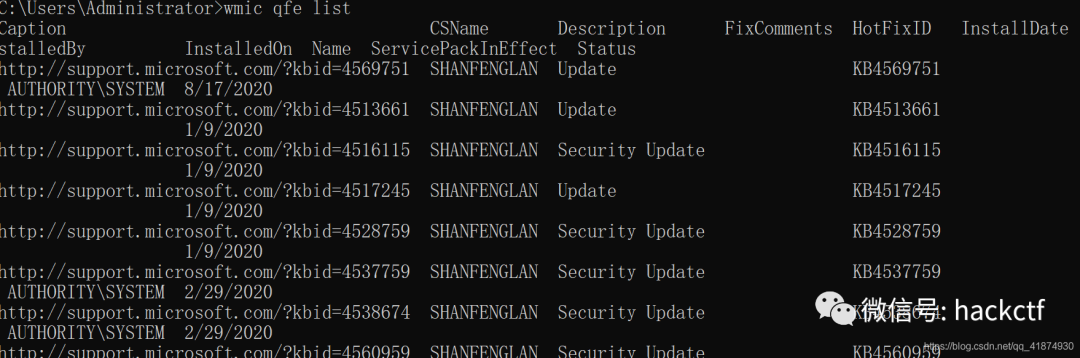 C:\Users\Administrator>wmic qfe list
Caption CSName Description FixComments HotFixID InstallDate
stalledBy InstalledOn Name ServicePackInEffect Status
http://support.microsoft.com/?kbid=4569751 SHANFENGLAN Update KB4569751
AUTHORITY\SYSTEM 8/17/2020
http://support.microsoft.com/?kbid=4513661 SHANFENGLAN Update KB4513661
1/9/2020
http://support.microsoft.com/?kbid=4516115 SHANFENGLAN Security Update KB4516115
1/9/2020
http://support.microsoft.com/?kbid=4517245 SHANFENGLAN Update KB4517245
1/9/2020
http://support.microsoft.com/?kbid=4528759 SHANFENGLAN Security Update KB4528759
1/9/2020
http://support.microsoft.com/?kbid=4537759 SHANFENGLAN Security Update KB4537759
AUTHORITY\SYSTEM 2/29/2020
http://support.microsoft.com/?kbid=4538674 SHANFENGLAN Security Update
微信号: hackctf
AUTHORITY\SYSTEM 2/29/2020
https://blog.csdn.net/qq_41874930
http://support.microsoft.com/?kbid=4560959 SHANFENGLAN Security Update KB4560959